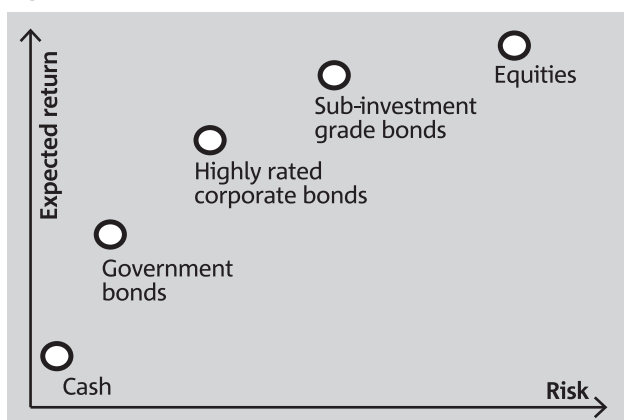 Expected return
Equities
Sub-investment
grade bonds
Highly rated
corporate bonds
Government
bonds
Cash
Risk